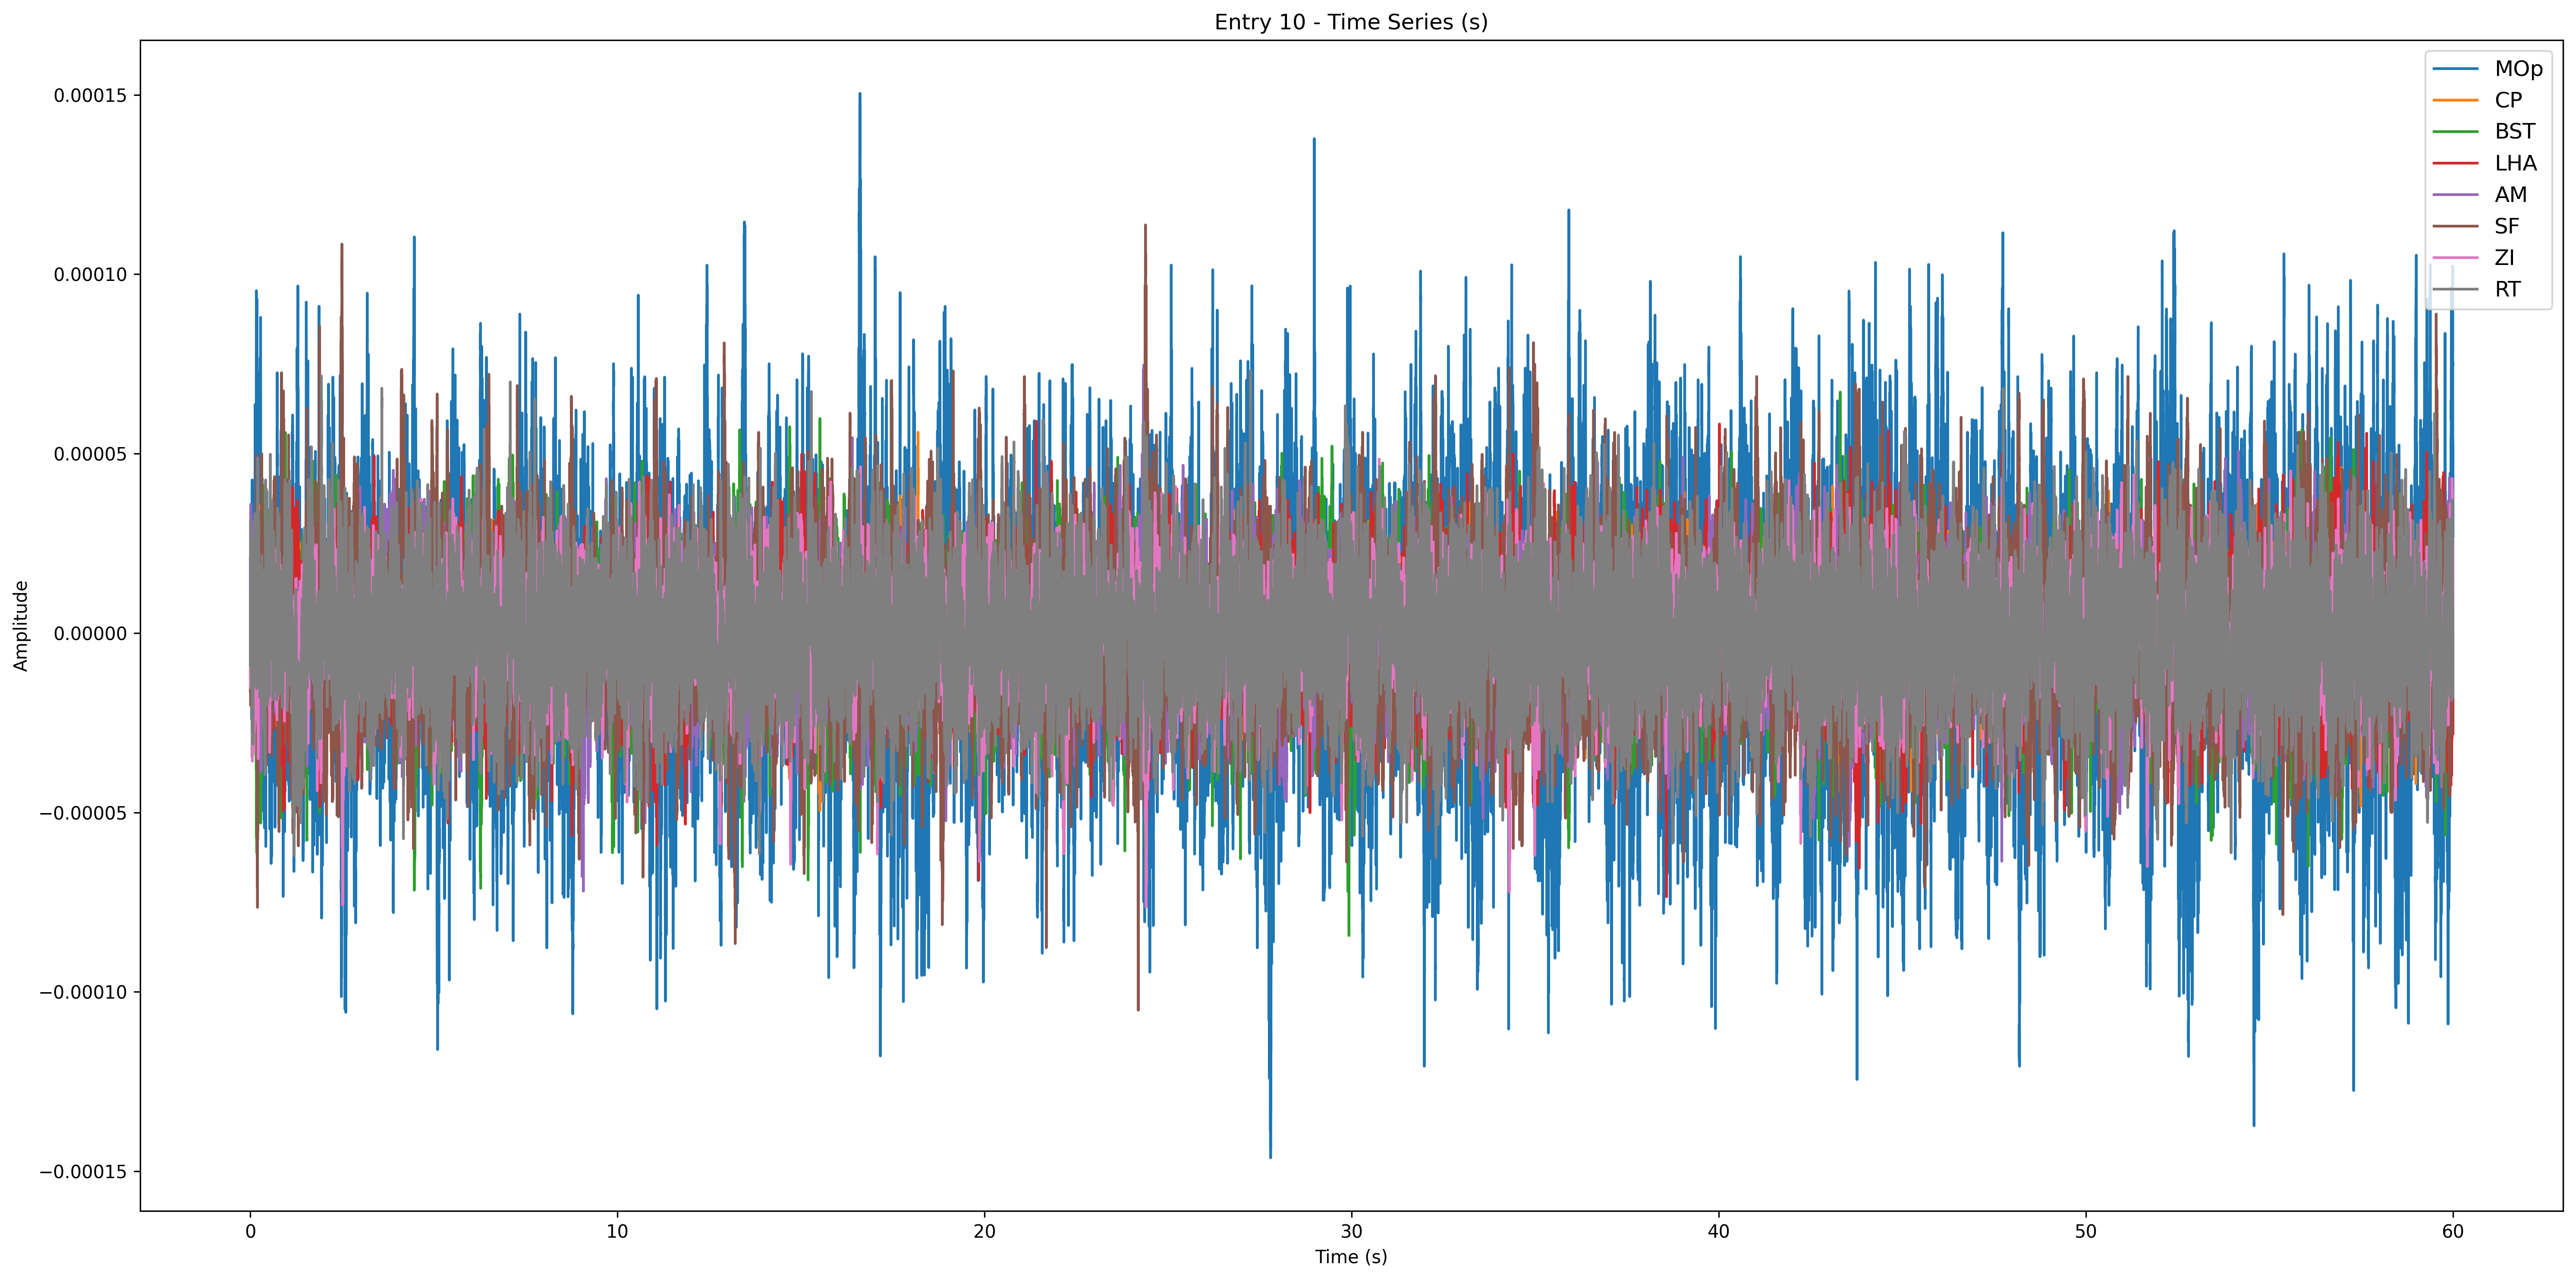 Entry 10 - Time Series (s)
MOp
CP
BST
LHA
AM
SF
ZI
RT
Amplitude
0.00015
0.00010
0.00005
0.00000
−0.00005
−0.00010
−0.00015
0 10 20 30 40 50 60
Time (s)